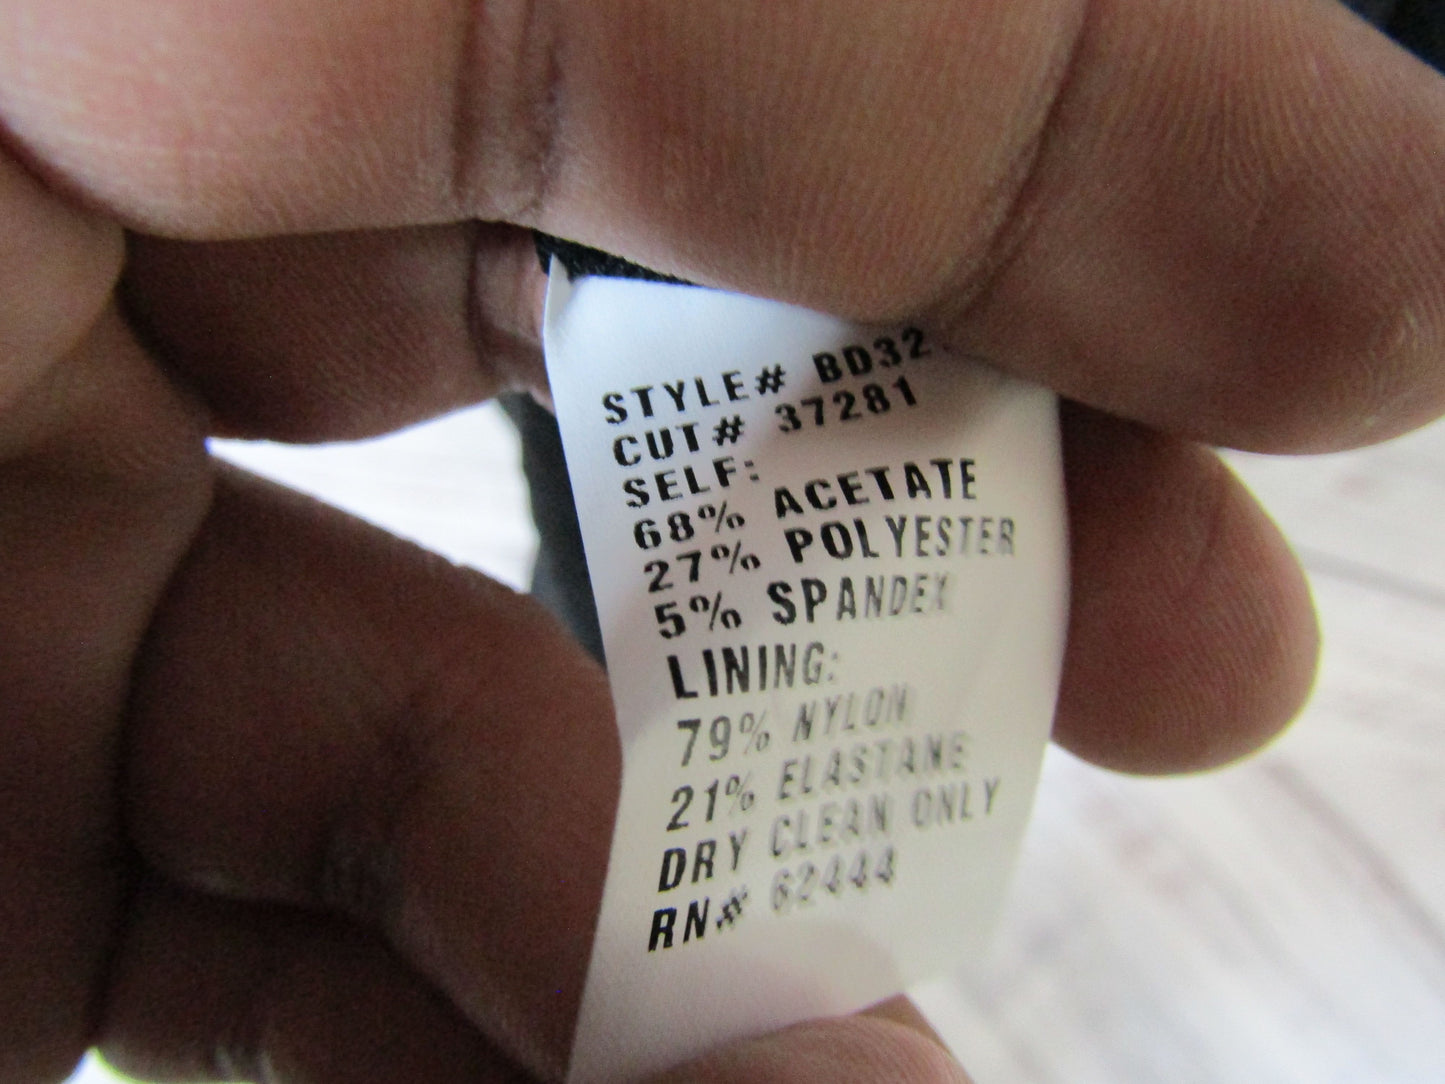 STYLE# BD32
CUT# 37281
SELF:
68% ACETATE
27% POLYESTER
5% SPANDEX
LINING:
79% NYLON
21% ELASTANE
DRY CLEAN ONLY
RN# 62444